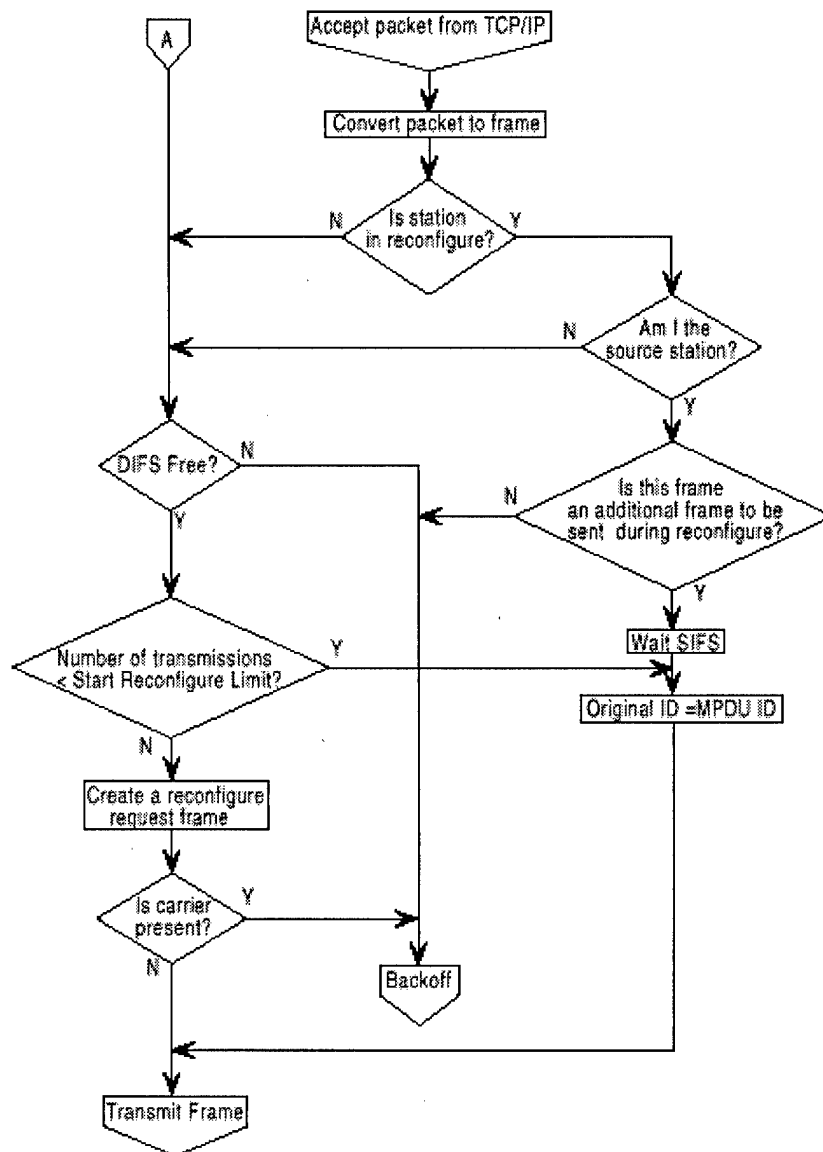 A
Accept packet from TCP/IP
Convert packet to frame
Is station
in reconfigure?
N
Y
Am I the
source station?
N
Y
DIFS Free?
N
Y
Is this frame
an additional frame to be
sent during reconfigure?
N
Y
Wait SIFS
Number of transmissions
< Start Reconfigure Limit?
Y
N
Original ID =MPDU ID
Create a reconfigure
request frame
Is carrier
present?
Y
N
Backoff
Transmit Frame